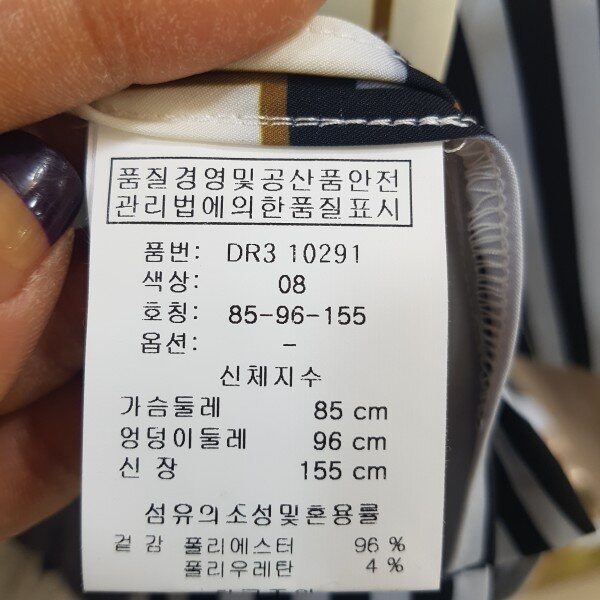 품질경영및공산품안전
관리법에의한품질표시
품번: DR3 10291
색상: 08
호칭: 85-96-155
옵션: -
신체지수
가슴둘레 85 cm
엉덩이둘레 96 cm
신 장 155 cm
섬유의조성및혼용률
겉 감 폴리에스터 96 %
폴리우레탄 4 %